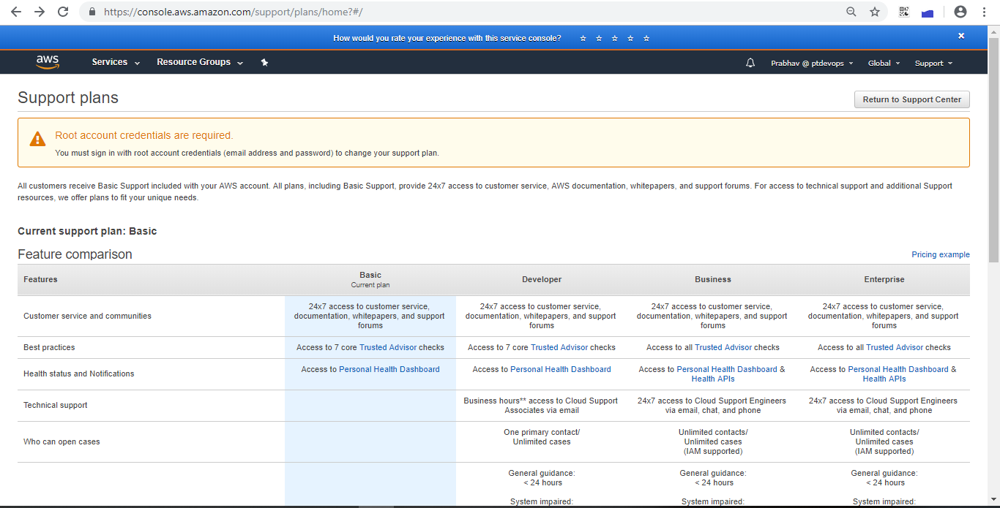 https://console.aws.amazon.com/support/plans/home?#/
How would you rate your experience with this service console?
aws Services Resource Groups Prabhav @ ptdevops Global Support
Support plans
Return to Support Center
Root account credentials are required.
You must sign in with root account credentials (email address and password) to change your support plan.
All customers receive Basic Support included with your AWS account. All plans, including Basic Support, provide 24x7 access to customer service, AWS documentation, whitepapers, and support forums. For access to technical support and additional Support
resources, we offer plans to fit your unique needs.
Current support plan: Basic
Feature comparison
Pricing example
Features
Basic
Current plan
Developer
Business
Enterprise
Customer service and communities
24x7 access to customer service,
documentation, whitepapers, and support
forums
24x7 access to customer service,
documentation, whitepapers, and support
forums
24x7 access to customer service,
documentation, whitepapers, and support
forums
24x7 access to customer service,
documentation, whitepapers, and support
forums
Best practices
Access to 7 core Trusted Advisor checks
Access to 7 core Trusted Advisor checks
Access to all Trusted Advisor checks
Access to all Trusted Advisor checks
Health status and Notifications
Access to Personal Health Dashboard
Access to Personal Health Dashboard
Access to Personal Health Dashboard &
Health APIs
Access to Personal Health Dashboard &
Health APIs
Technical support
Business hours** access to Cloud Support
Associates via email
24x7 access to Cloud Support Engineers
via email, chat, and phone
24x7 access to Cloud Support Engineers
via email, chat, and phone
Who can open cases
One primary contact/
Unlimited cases
Unlimited contacts/
Unlimited cases
(IAM supported)
Unlimited contacts/
Unlimited cases
(IAM supported)
General guidance:
< 24 hours
General guidance:
< 24 hours
General guidance:
< 24 hours
System impaired:
System impaired:
System impaired: